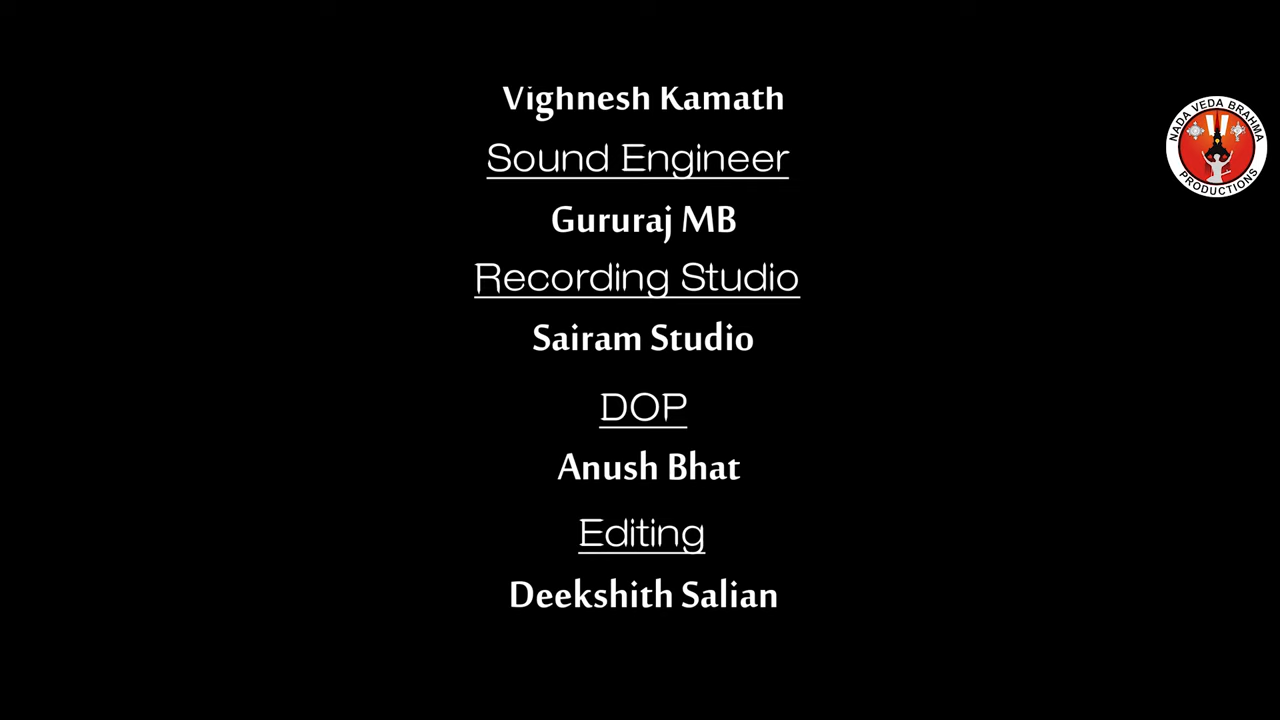 Vighnesh Kamath
Sound Engineer
Gururaj MB
Recording Studio
Sairam Studio
DOP
Anush Bhat
Editing
Deekshith Salian
NADA VEDA BRAHMA
PRODUCTIONS